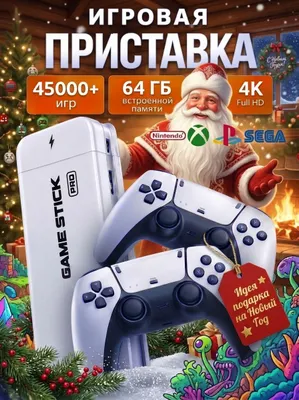 ИГРОВАЯ
ПРИСТАВКА
45000+
игр
64 ГБ
встроенной
памяти
4K
Full HD
Nintendo
SEGA
GAME STICK
PRO
Идея
подарка
на Новый
Год